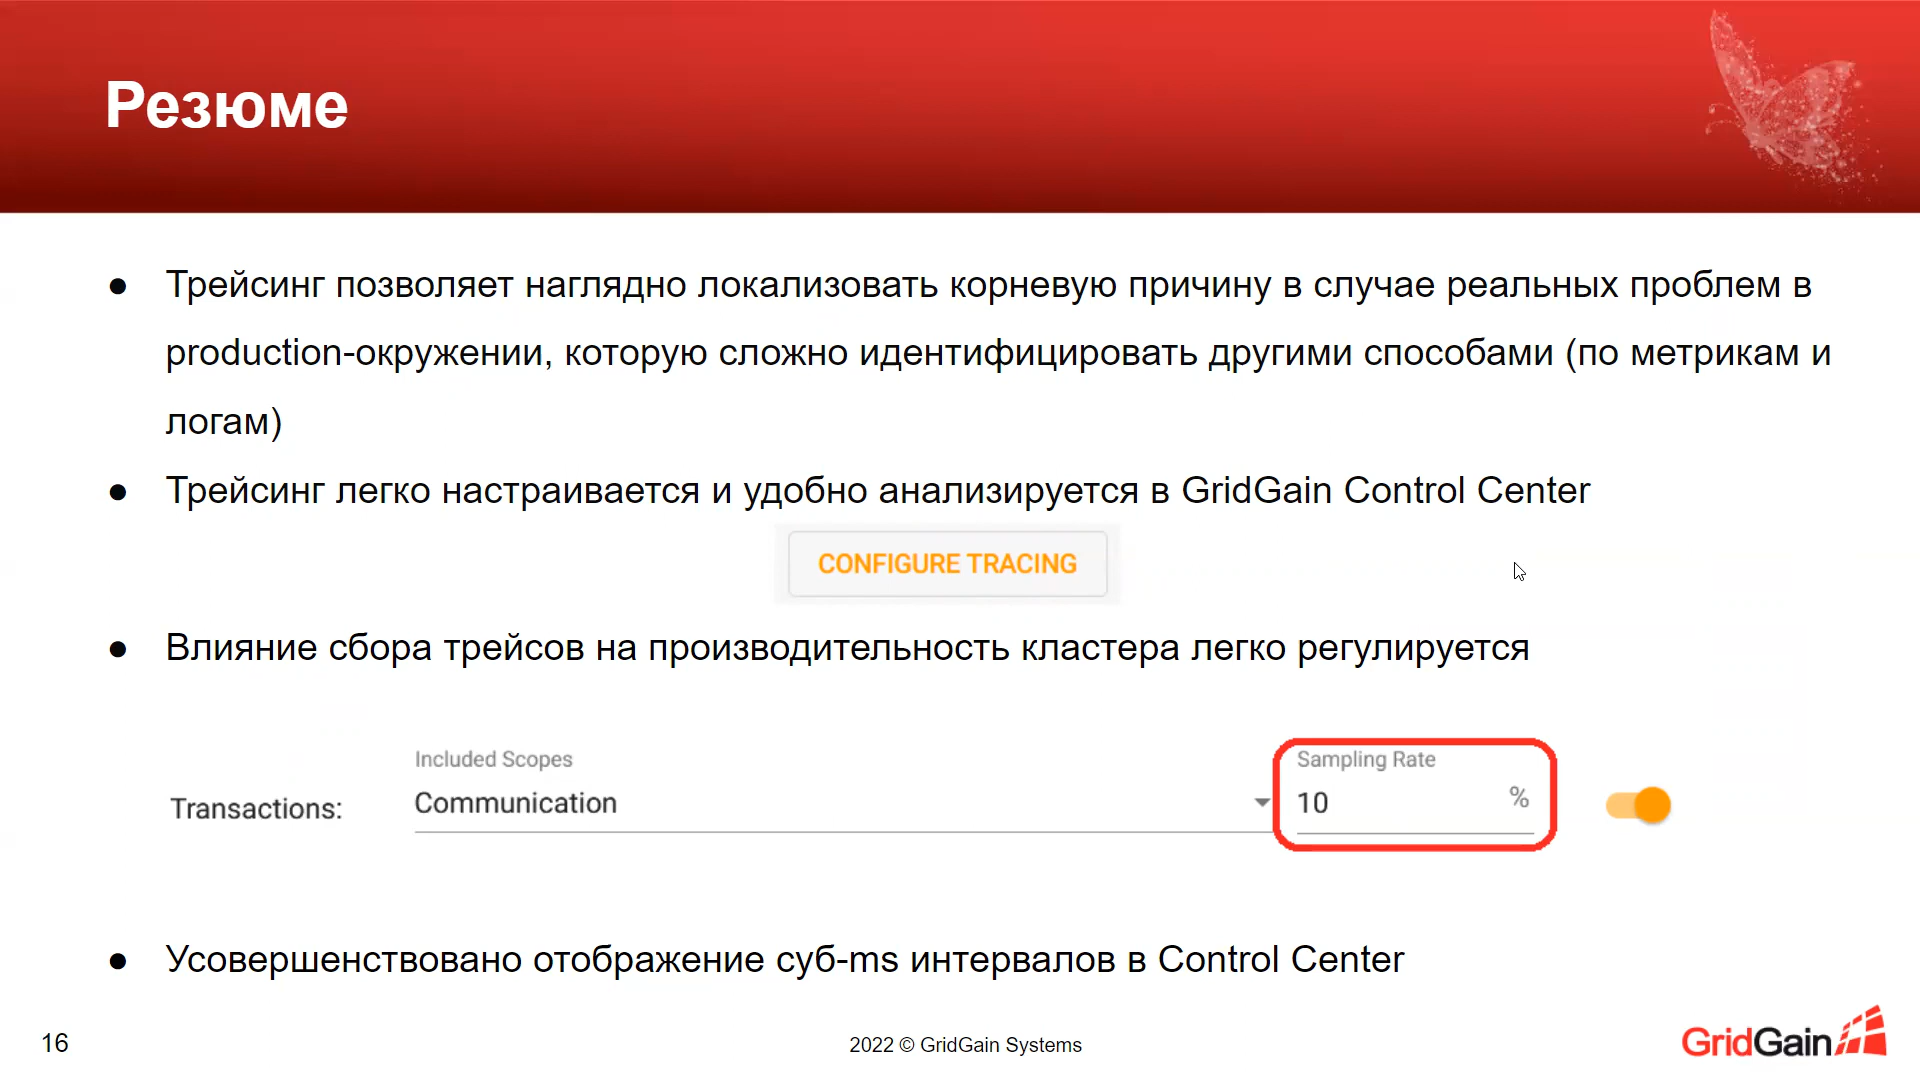 Резюме
● Трейсинг позволяет наглядно локализовать корневую причину в случае реальных проблем в
production-окружении, которую сложно идентифицировать другими способами (по метрикам и
логам)
● Трейсинг легко настраивается и удобно анализируется в GridGain Control Center
CONFIGURE TRACING
● Влияние сбора трейсов на производительность кластера легко регулируется
Included Scopes Sampling Rate
Transactions: Communication 10 %
● Усовершенствовано отображение суб-ms интервалов в Control Center
16 2022 © GridGain Systems GridGain